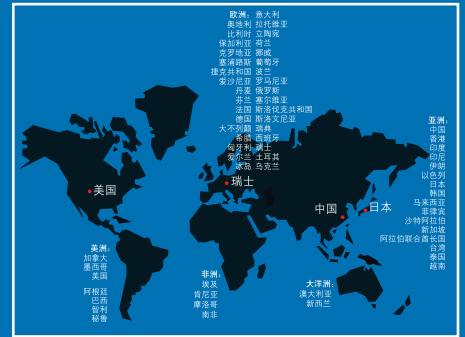 欧洲：意大利
奥地利 拉托维亚
比利时 立陶宛
保加利亚 荷兰
克罗地亚 挪威
塞浦路斯 葡萄牙
捷克共和国 波兰
爱沙尼亚 罗马尼亚
丹麦 俄罗斯
芬兰 塞尔维亚
法国 斯洛伐克共和国
德国 斯洛文尼亚
大不列颠 瑞典
希腊 西班牙
匈牙利 瑞士
爱尔兰 土耳其
冰岛 乌克兰
亚洲：
中国
香港
印度
印尼
伊朗
以色列
日本
韩国
马来西亚
菲律宾
沙特阿拉伯
新加坡
阿拉伯联合酋长国
台湾
泰国
越南
美国
瑞士
中国
日本
美洲：
加拿大
墨西哥
美国
阿根廷
巴西
智利
秘鲁
非洲：
埃及
肯尼亚
摩洛哥
南非
大洋洲：
澳大利亚
新西兰